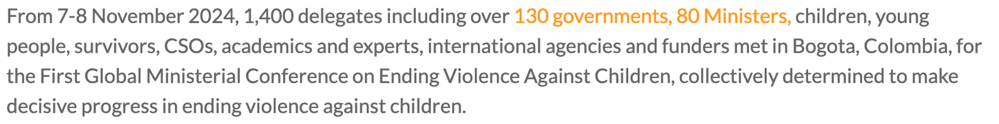 From 7-8 November 2024, 1,400 delegates including over 130 governments, 80 Ministers, children, young
people, survivors, CSOs, academics and experts, international agencies and funders met in Bogota, Colombia, for
the First Global Ministerial Conference on Ending Violence Against Children, collectively determined to make
decisive progress in ending violence against children.